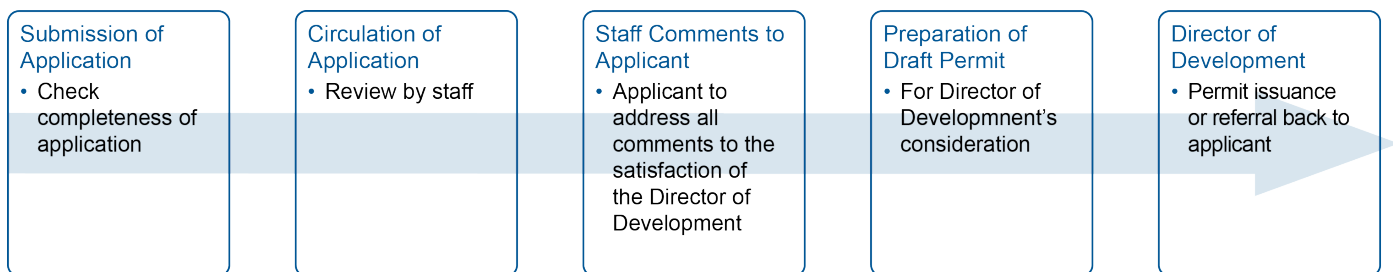 Submission of
Application
• Check
completeness of
application
Circulation of
Application
• Review by staff
Staff Comments to
Applicant
• Applicant to
address all
comments to the
satisfaction of
the Director of
Development
Preparation of
Draft Permit
• For Director of
Developmnent's
consideration
Director of
Development
• Permit issuance
or referral back to
applicant